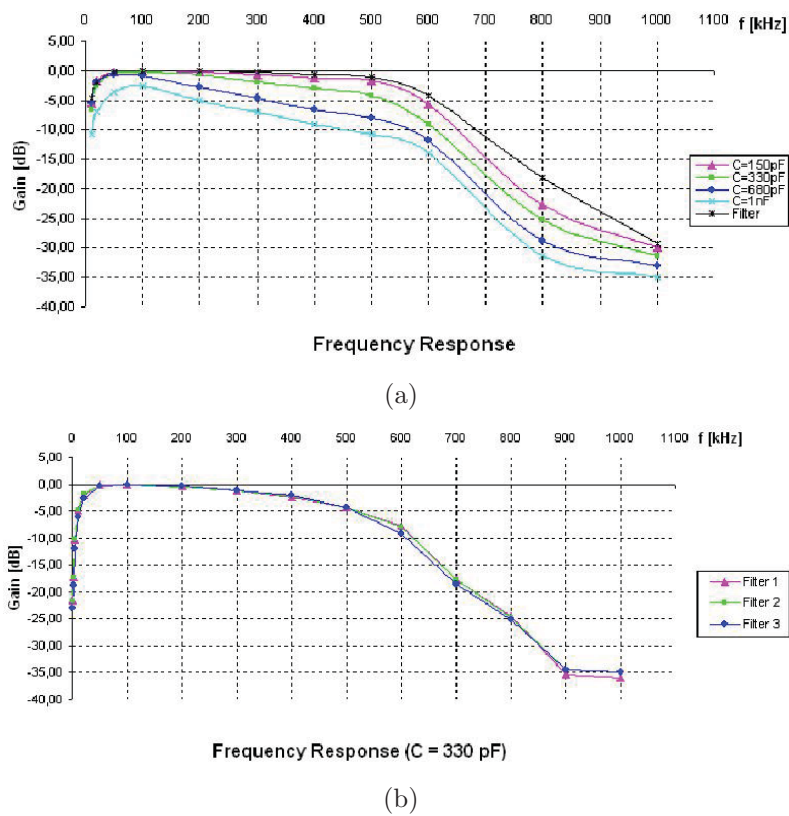 0 100 200 300 400 500 600 700 800 900 1000 1100 f [kHz]
5,00
0,00
-5,00
-10,00
-15,00
-20,00
-25,00
-30,00
-35,00
-40,00
Gain [dB]
C=150pF
C=330pF
C=680pF
C=1nF
Filter
Frequency Response
(a)
0 100 200 300 400 500 600 700 800 900 1000 1100
f [kHz]
5,00
0,00
-5,00
-10,00
-15,00
-20,00
-25,00
-30,00
-35,00
-40,00
Gain [dB]
Filter 1
Filter 2
Filter 3
Frequency Response (C = 330 pF)
(b)